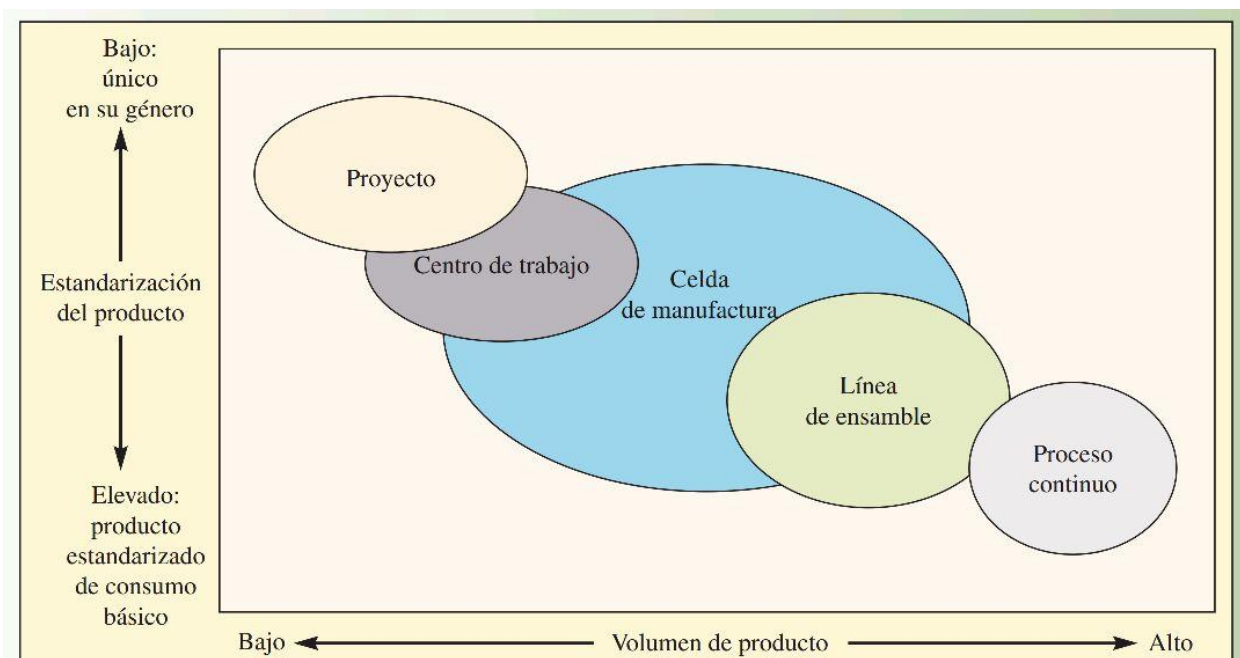 Bajo:
único
en su género
Estandarización
del producto
Elevado:
producto
estandarizado
de consumo
básico
Proyecto
Centro de trabajo
Celda
de manufactura
Línea
de ensamble
Proceso
continuo
Bajo
Volumen de producto
Alto